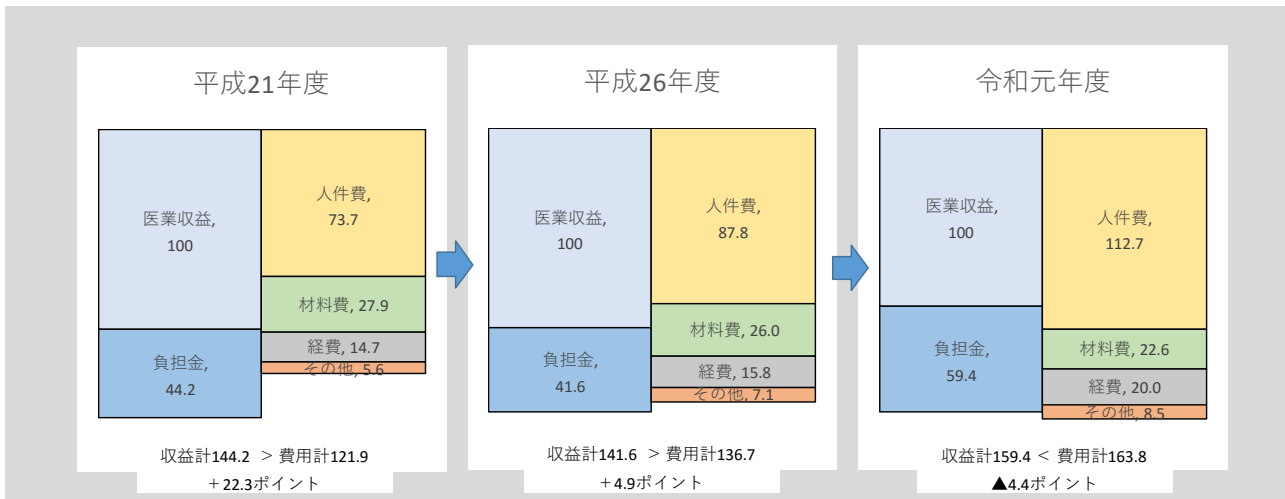 平成21年度
医業収益,
100
負担金,
44.2
人件費,
73.7
材料費, 27.9
経費, 14.7
その他, 5.6
収益計144.2 > 費用計121.9
+22.3ポイント
平成26年度
医業収益,
100
負担金,
41.6
人件費,
87.8
材料費, 26.0
経費, 15.8
その他, 7.1
収益計141.6 > 費用計136.7
+4.9ポイント
令和元年度
医業収益,
100
負担金,
59.4
人件費,
112.7
材料費, 22.6
経費, 20.0
その他, 8.5
収益計159.4 < 費用計163.8
▲4.4ポイント